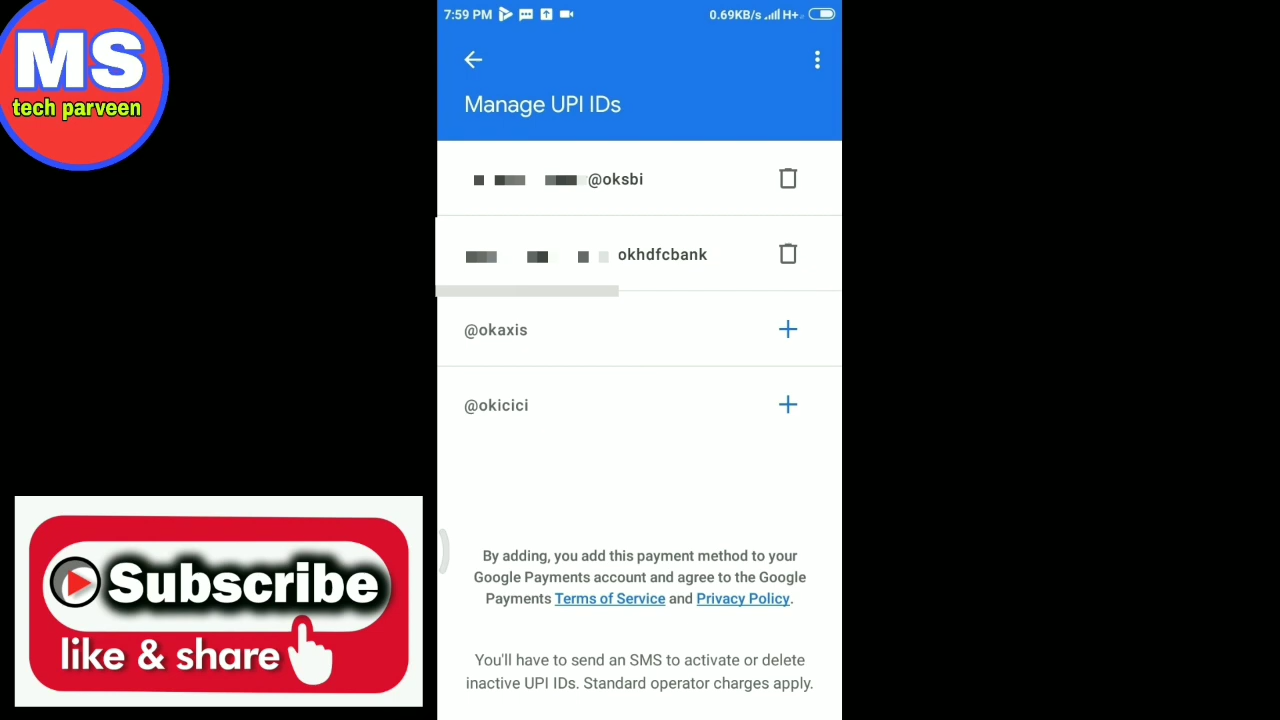 MS
tech parveen
7:59 PM
0.69KB/s
H+
Manage UPI IDs
@oksbi
okhdfcbank
@okaxis
@okicici
By adding, you add this payment method to your
Google Payments account and agree to the Google
Payments Terms of Service and Privacy Policy.
You'll have to send an SMS to activate or delete
inactive UPI IDs. Standard operator charges apply.
Subscribe
like & share